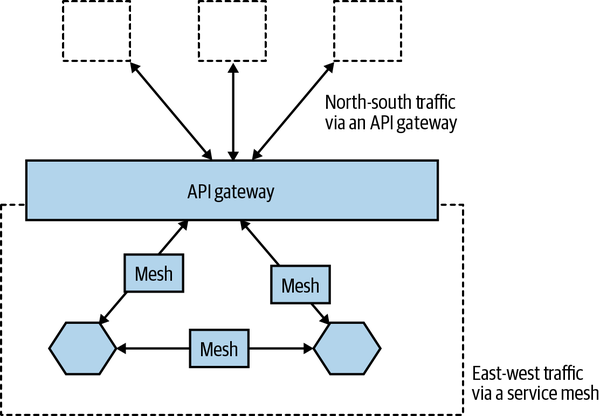 North-south traffic
via an API gateway
API gateway
Mesh
Mesh
Mesh
East-west traffic
via a service mesh